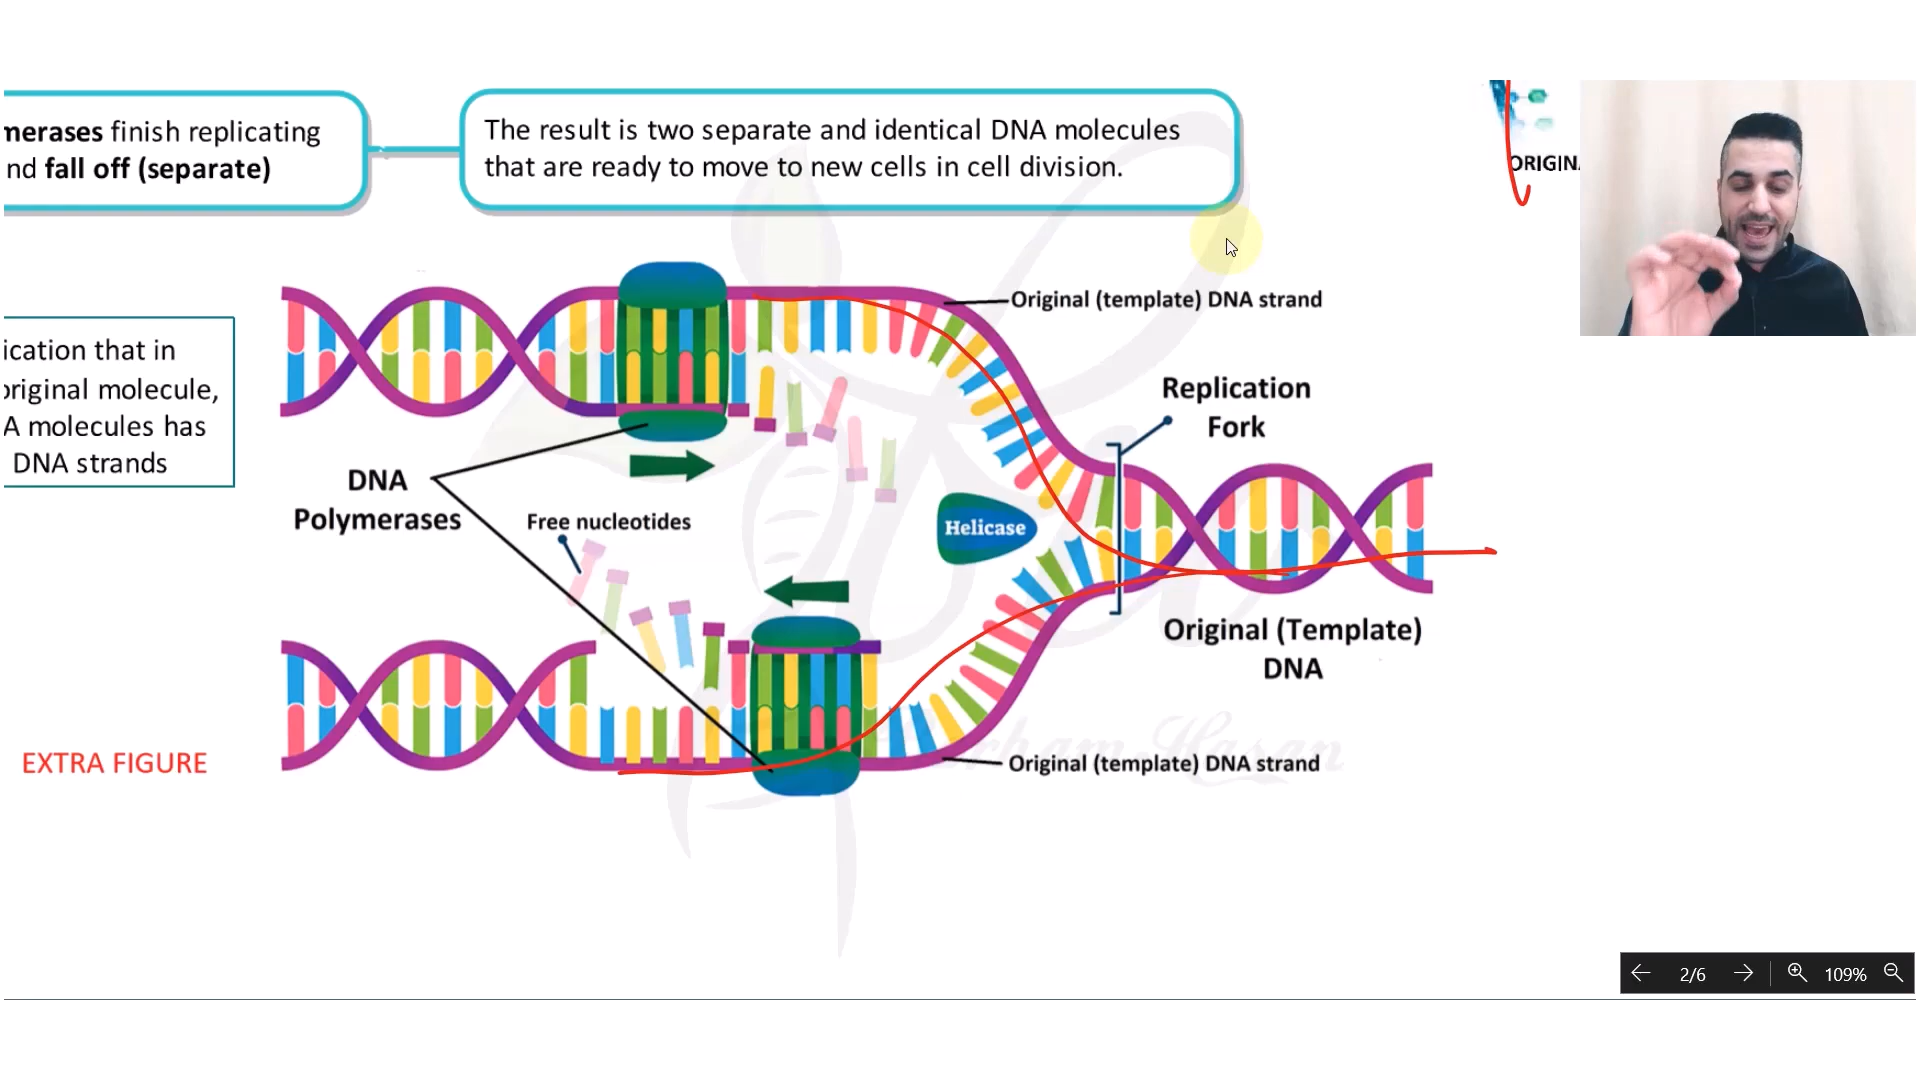 merases finish replicating
nd fall off (separate)
The result is two separate and identical DNA molecules
that are ready to move to new cells in cell division.
ORIGINA
ication that in
original molecule,
A molecules has
DNA strands
Original (template) DNA strand
Replication
Fork
DNA
Polymerases
Free nucleotides
Helicase
Original (Template)
DNA
EXTRA FIGURE
Original (template) DNA strand
2/6
109%